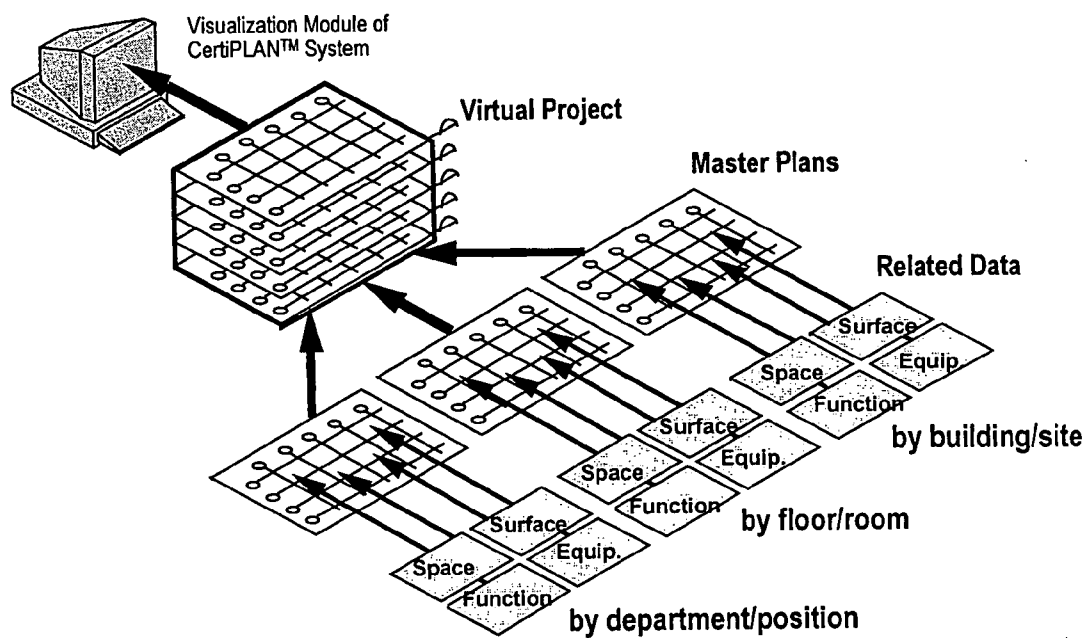 Visualization Module of
CertiPLAN™ System
Virtual Project
Master Plans
Related Data
Surface
Equip.
Space
Function
by building/site
Surface
Equip.
Space
Function
by floor/room
Surface
Equip.
Space
Function
by department/position